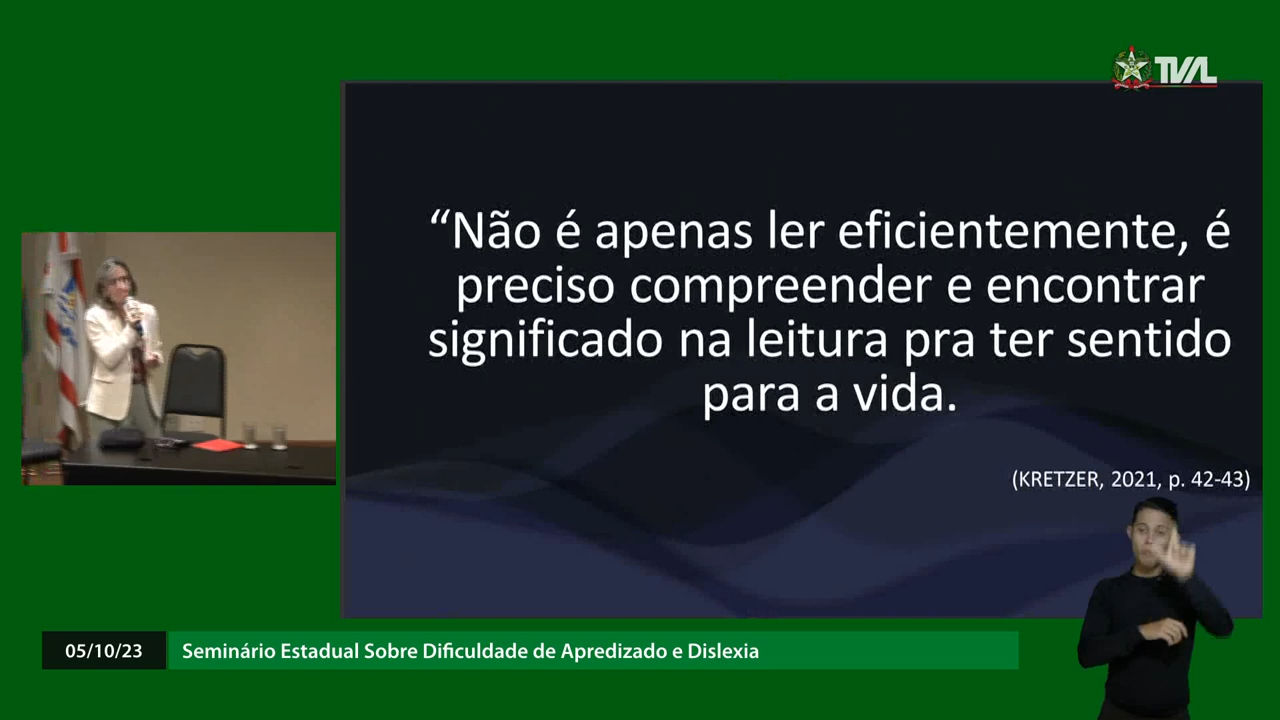 TVAL
“Não é apenas ler eficientemente, é
preciso compreender e encontrar
significado na leitura pra ter sentido
para a vida.
(KRETZER, 2021, p. 42-43)
05/10/23 Seminário Estadual Sobre Dificuldade de Apredizado e Dislexia